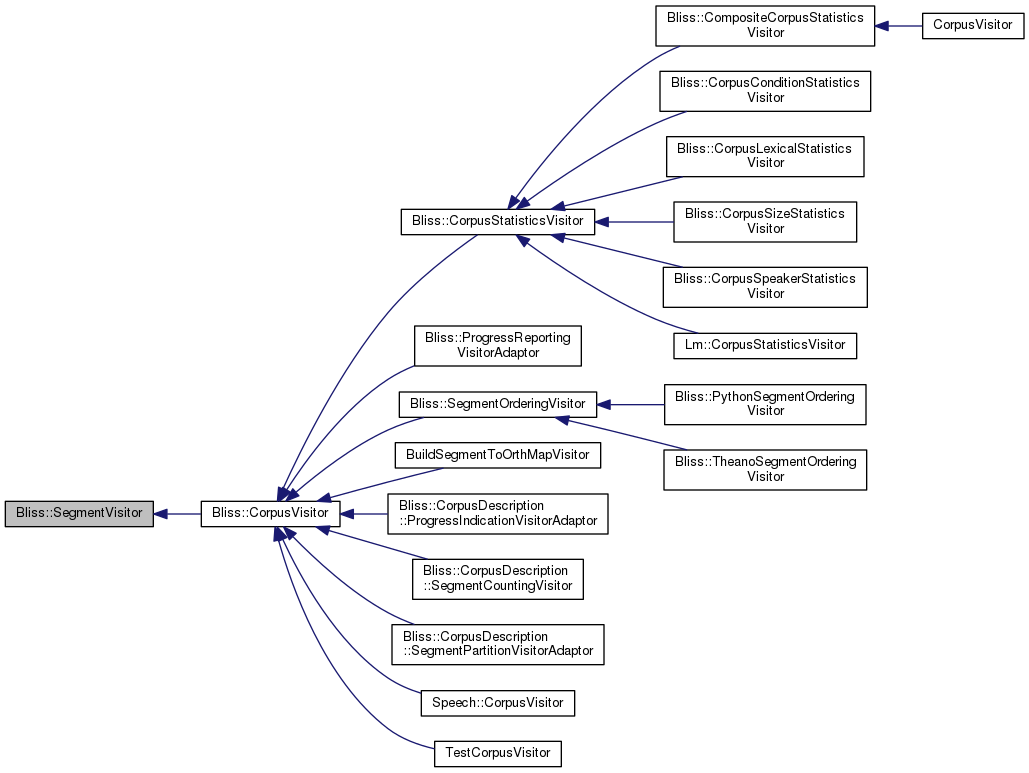 Bliss::CompositeCorpusStatistics
Visitor
CorpusVisitor
Bliss::CorpusConditionStatistics
Visitor
Bliss::CorpusLexicalStatistics
Visitor
Bliss::CorpusStatisticsVisitor
Bliss::CorpusSizeStatistics
Visitor
Bliss::CorpusSpeakerStatistics
Visitor
Lm::CorpusStatisticsVisitor
Bliss::ProgressReporting
VisitorAdaptor
Bliss::SegmentOrderingVisitor
Bliss::PythonSegmentOrdering
Visitor
BuildSegmentToOrthMapVisitor
Bliss::TheanoSegmentOrdering
Visitor
Bliss::SegmentVisitor
Bliss::CorpusVisitor
Bliss::CorpusDescription
::ProgressIndicationVisitorAdaptor
Bliss::CorpusDescription
::SegmentCountingVisitor
Bliss::CorpusDescription
::SegmentPartitionVisitorAdaptor
Speech::CorpusVisitor
TestCorpusVisitor